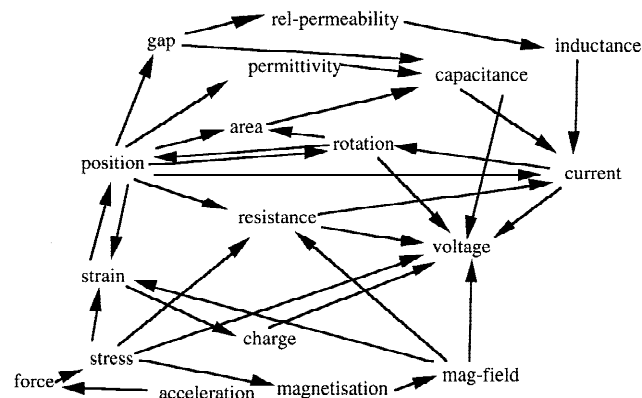 rel-permeability
gap
inductance
permittivity
capacitance
area
rotation
position
current
resistance
voltage
strain
charge
stress
mag-field
force
acceleration
magnetisation